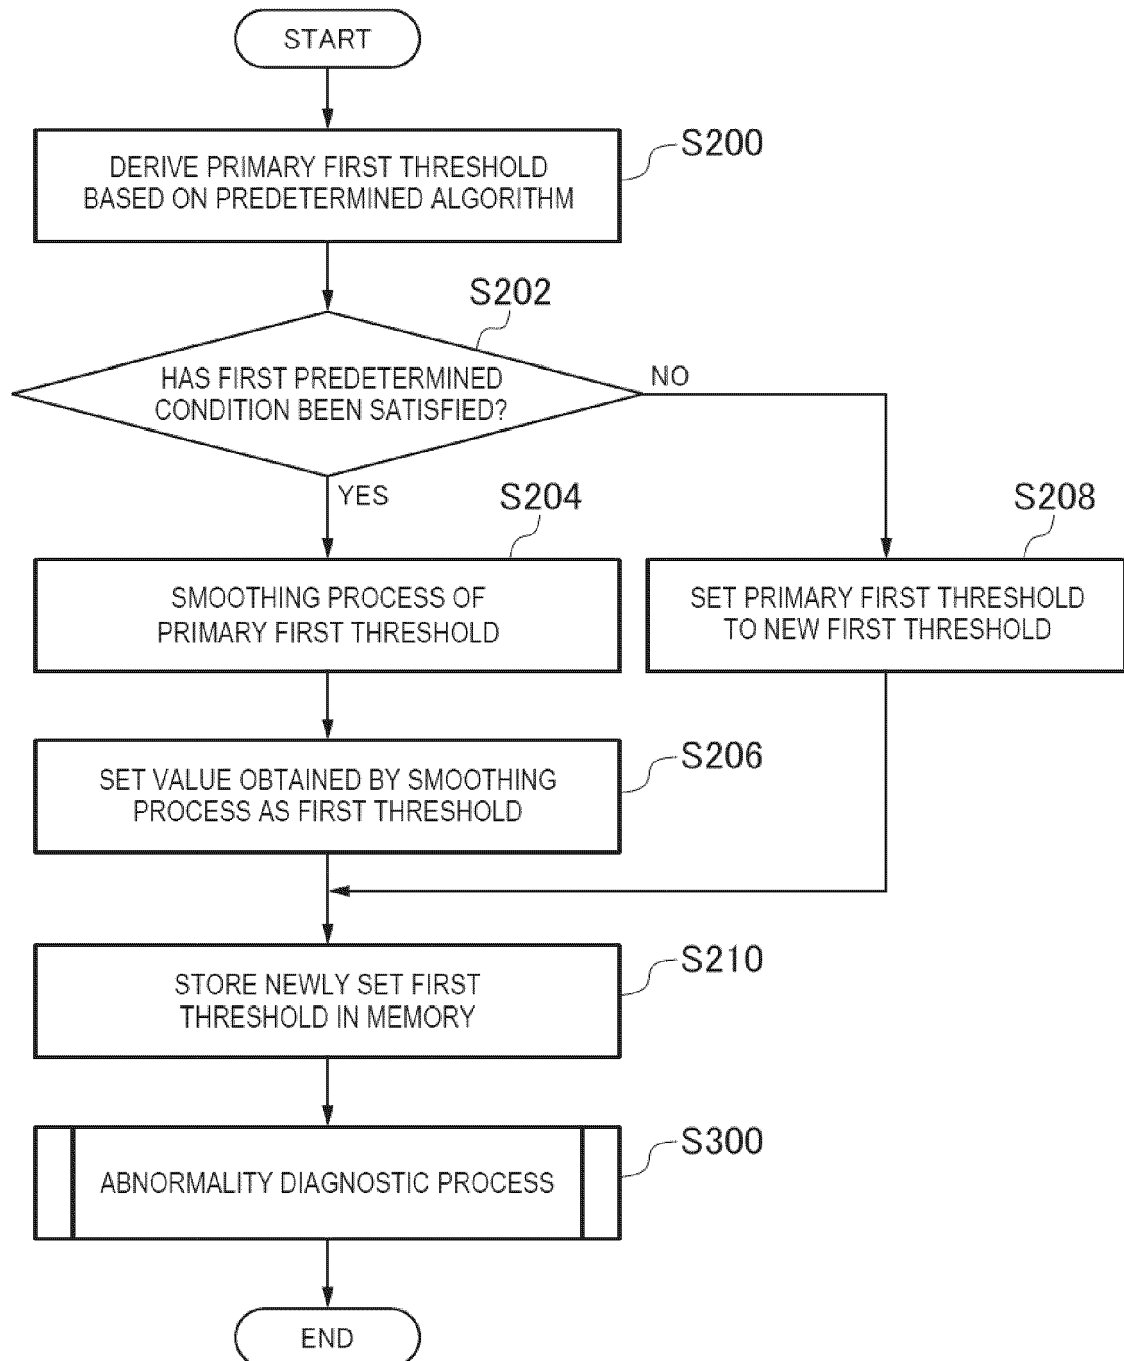 START
S200
DERIVE PRIMARY FIRST THRESHOLD
BASED ON PREDETERMINED ALGORITHM
S202
HAS FIRST PREDETERMINED
CONDITION BEEN SATISFIED?
NO
YES
S204
SMOOTHING PROCESS OF
PRIMARY FIRST THRESHOLD
S208
SET PRIMARY FIRST THRESHOLD
TO NEW FIRST THRESHOLD
S206
SET VALUE OBTAINED BY SMOOTHING
PROCESS AS FIRST THRESHOLD
S210
STORE NEWLY SET FIRST
THRESHOLD IN MEMORY
S300
ABNORMALITY DIAGNOSTIC PROCESS
END